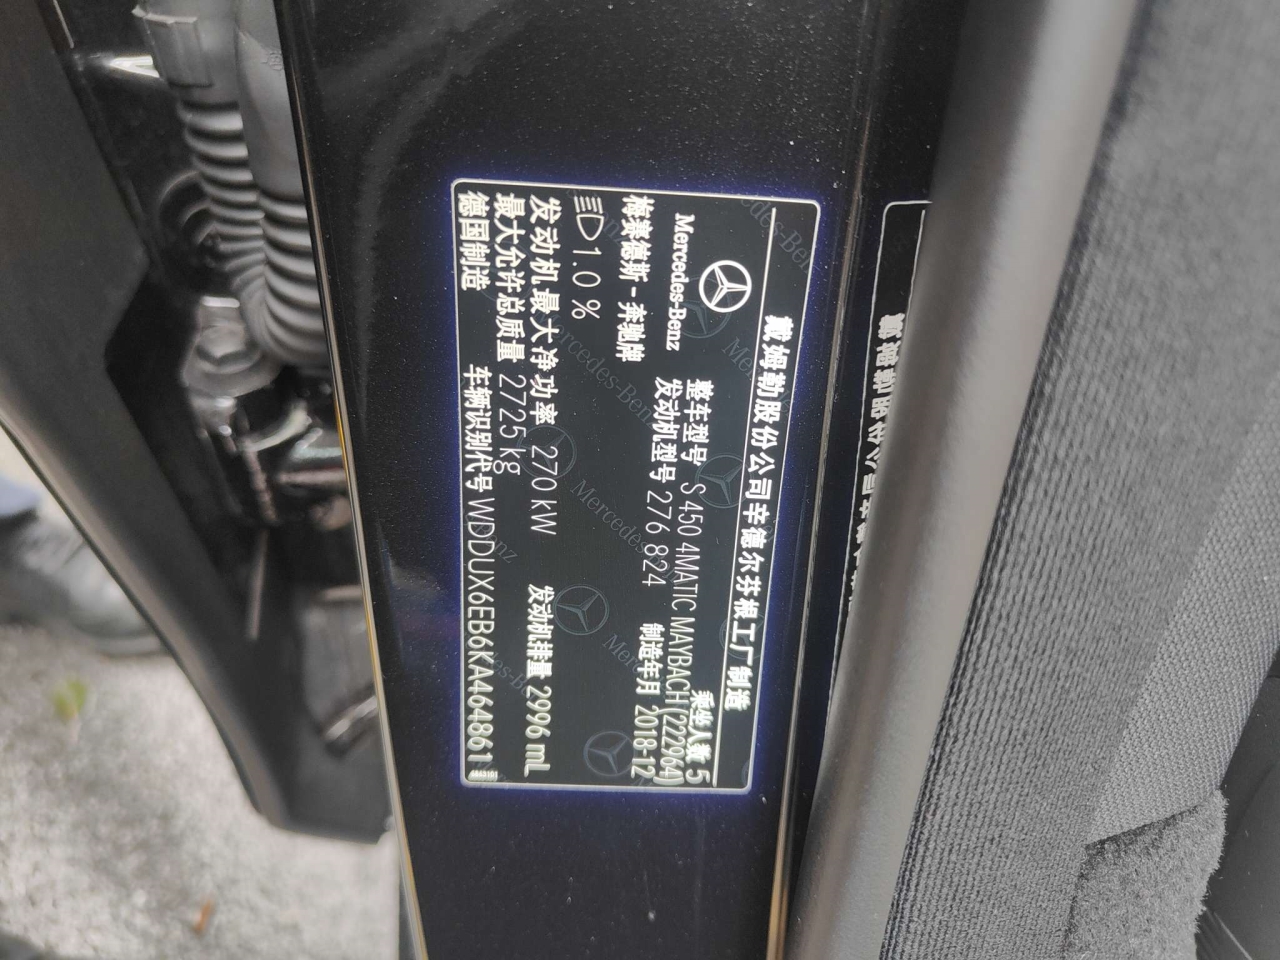 戴姆勒股份公司辛德尔芬根工厂制造
乘坐人数 5
Mercedes-Benz
整车型号 S 450 4MATIC MAYBACH (222964)
梅赛德斯-奔驰牌
发动机型号 276 824
制造年月 2018-12
1.0 %
发动机最大净功率 270 kW
发动机排量 2996 mL
最大允许总质量 2725 kg
德国制造
车辆识别代号 WDDUX6EB6KA464861